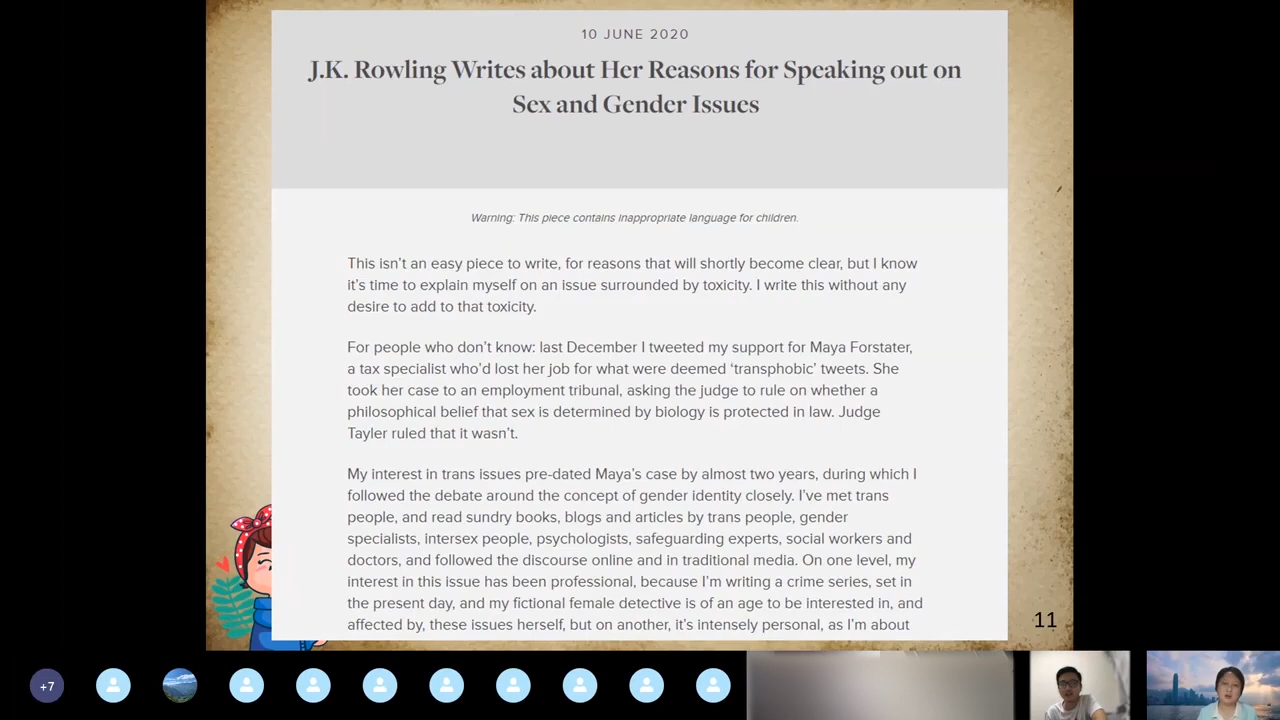 10 JUNE 2020
J.K. Rowling Writes about Her Reasons for Speaking out on
Sex and Gender Issues
Warning: This piece contains inappropriate language for children.
This isn’t an easy piece to write, for reasons that will shortly become clear, but I know
it’s time to explain myself on an issue surrounded by toxicity. I write this without any
desire to add to that toxicity.
For people who don’t know: last December I tweeted my support for Maya Forstater,
a tax specialist who’d lost her job for what were deemed ‘transphobic’ tweets. She
took her case to an employment tribunal, asking the judge to rule on whether a
philosophical belief that sex is determined by biology is protected in law. Judge
Tayler ruled that it wasn’t.
My interest in trans issues pre-dated Maya’s case by almost two years, during which I
followed the debate around the concept of gender identity closely. I’ve met trans
people, and read sundry books, blogs and articles by trans people, gender
specialists, intersex people, psychologists, safeguarding experts, social workers and
doctors, and followed the discourse online and in traditional media. On one level, my
interest in this issue has been professional, because I’m writing a crime series, set in
the present day, and my fictional female detective is of an age to be interested in, and
affected by, these issues herself, but on another, it’s intensely personal, as I’m about
11
+7